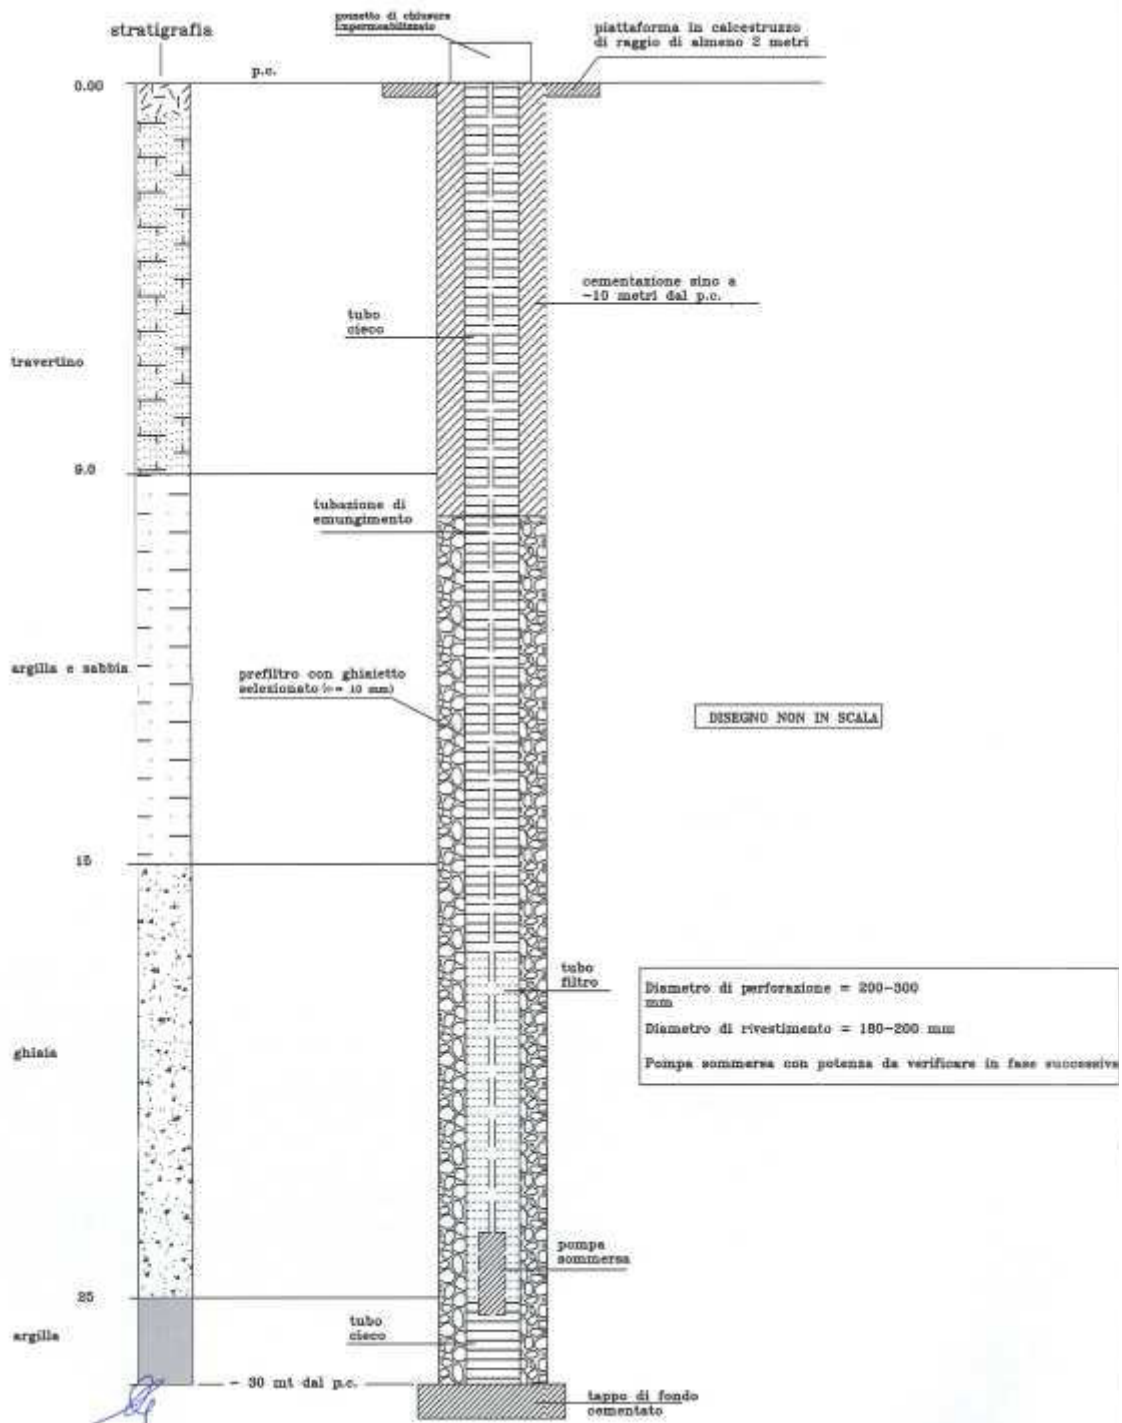 pozzetto di chiusura
impermeabilizzato
piattaforma in calcestruzzo
di raggio di almeno 2 metri
stratigrafia
p.c.
0.00
cementazione sino a
-10 metri dal p.c.
tubo
cieco
travertino
9.0
tubazione di
emungimento
argilla e sabbia
prefiltro con ghiaietto
selezionato 10 mm)
DISEGNO NON IN SCALA
15
tubo
filtro
Diametro di perforazione = 200-300
mm
Diametro di rivestimento = 180-200 mm
Pompa sommersa con potenza da verificare in fase successiva
ghiaia
pompa
sommersa
25
tubo
cieco
argilla
- 30 mt dal p.c.
tappo di fondo
cementato